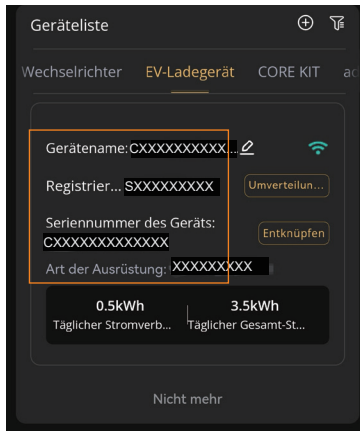 Geräteliste
Wechselrichter EV-Ladegerät CORE KIT ad
Gerätename: CXXXXXXXXXX...
Registrier... SXXXXXXXXX Umverteilun...
Seriennummer des Geräts:
CXXXXXXXXXXXXX Entknüpfen
Art der Ausrüstung: XXXXXXXXX
0.5kWh 3.5kWh
Täglicher Stromverb... Täglicher Gesamt-St...
Nicht mehr